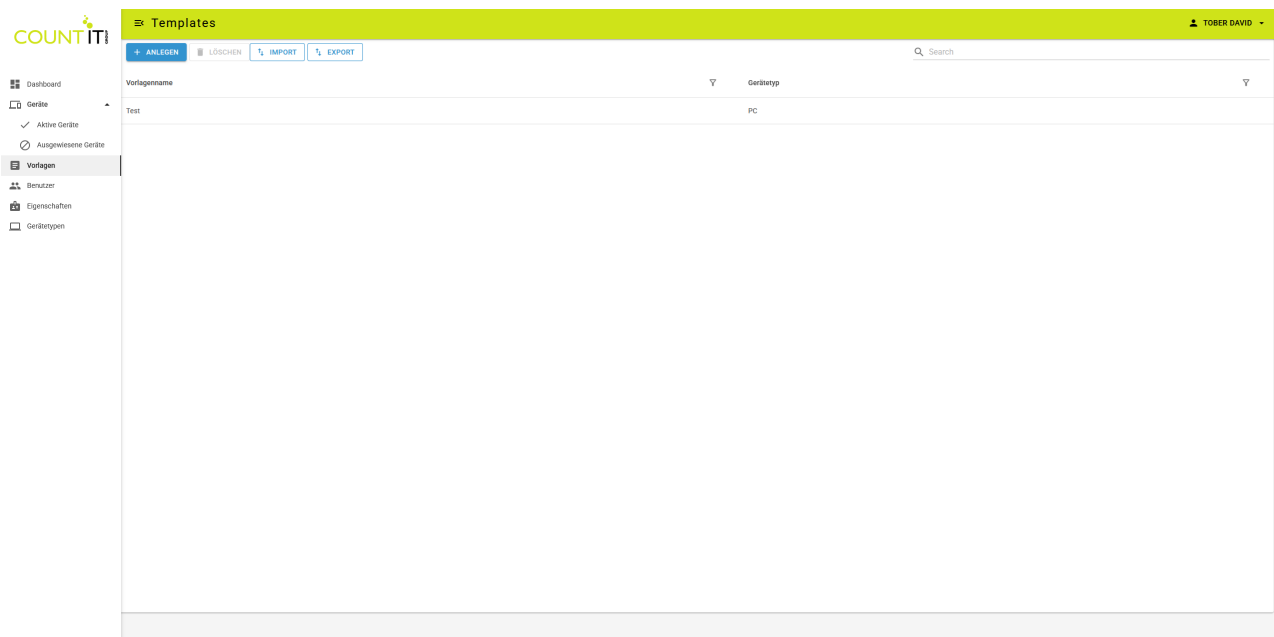 COUNT IT
Templates
TOBER DAVID
ANLEGEN
LÖSCHEN
IMPORT
EXPORT
Search
Dashboard
Geräte
Aktive Geräte
Ausgewiesene Geräte
Vorlagen
Benutzer
Eigenschaften
Gerätetypen
Vorlagenname
Gerätetyp
Test
PC